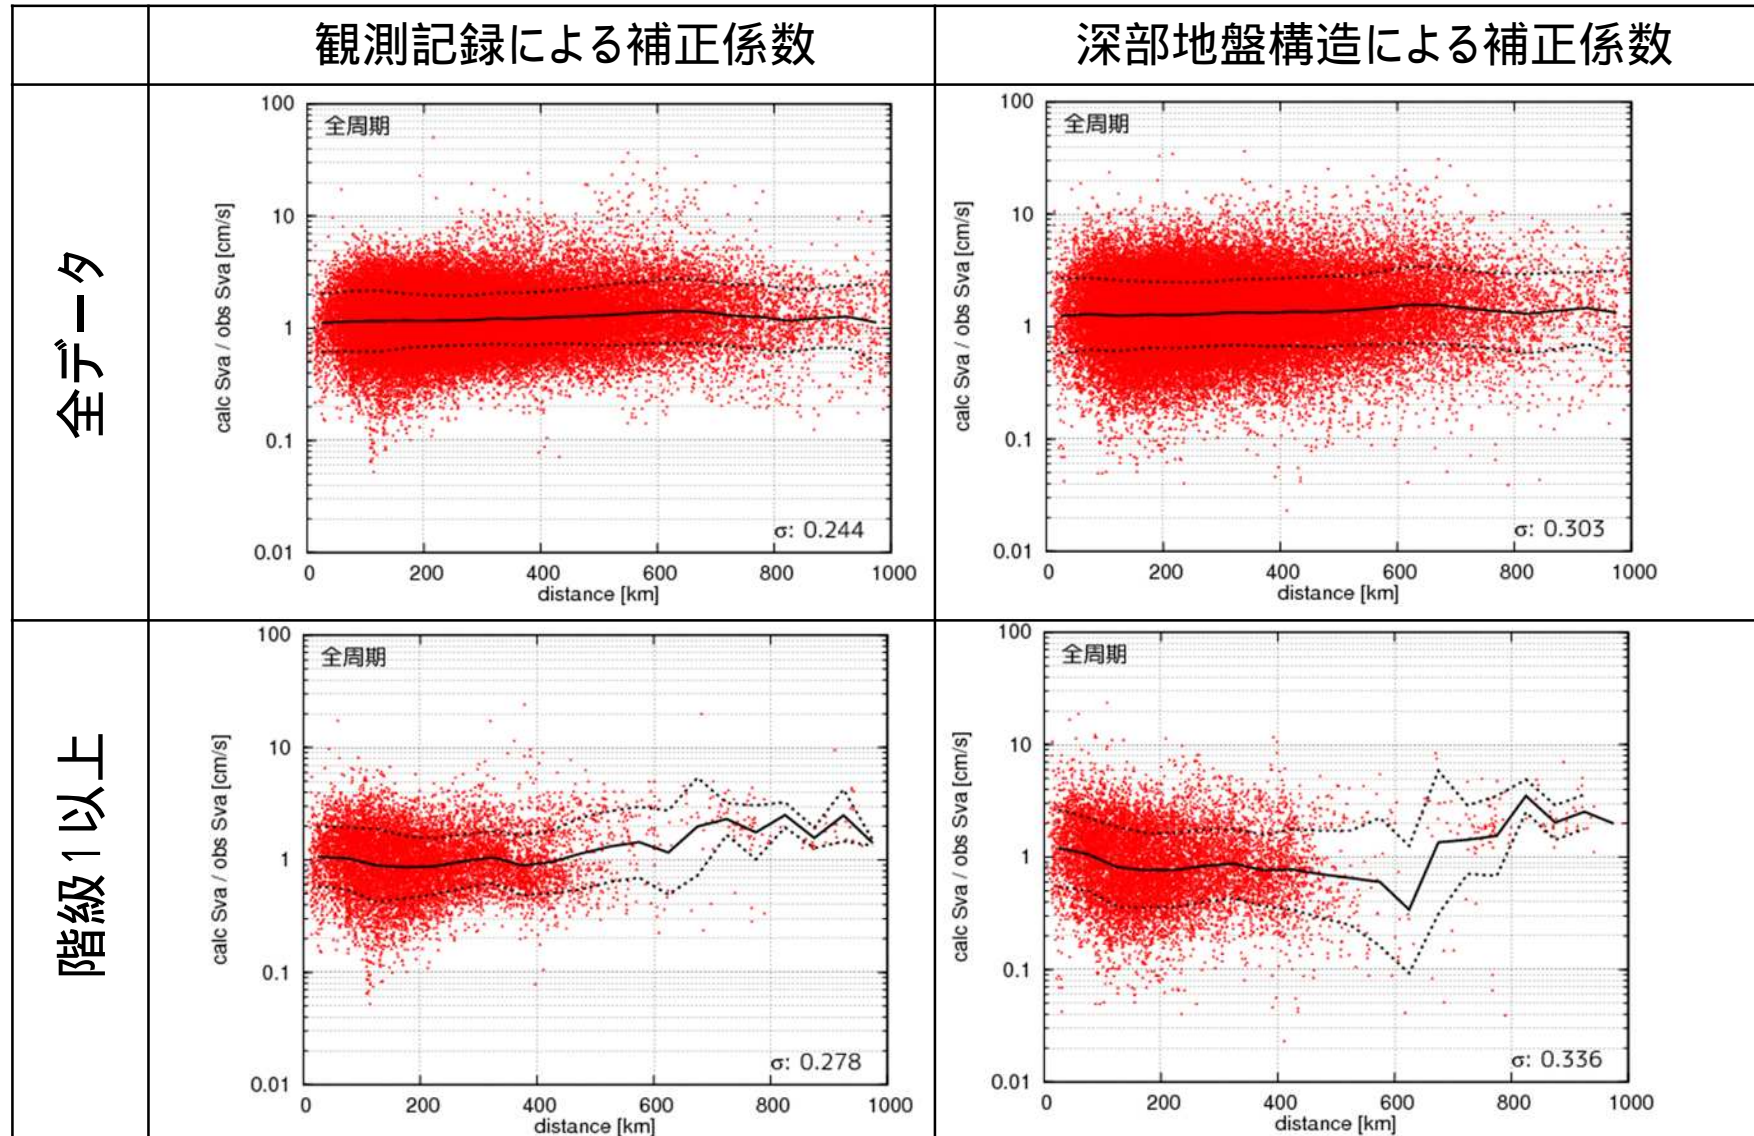 観測記録による補正係数
深部地盤構造による補正係数
全データ
全周期
calc Sva / obs Sva [cm/s]
100
10
1
0.1
0.01
σ: 0.244
0 200 400 600 800 1000
distance [km]
全周期
calc Sva / obs Sva [cm/s]
100
10
1
0.1
0.01
σ: 0.303
0 200 400 600 800 1000
distance [km]
階級1以上
全周期
calc Sva / obs Sva [cm/s]
100
10
1
0.1
0.01
σ: 0.278
0 200 400 600 800 1000
distance [km]
全周期
calc Sva / obs Sva [cm/s]
100
10
1
0.1
0.01
σ: 0.336
0 200 400 600 800 1000
distance [km]